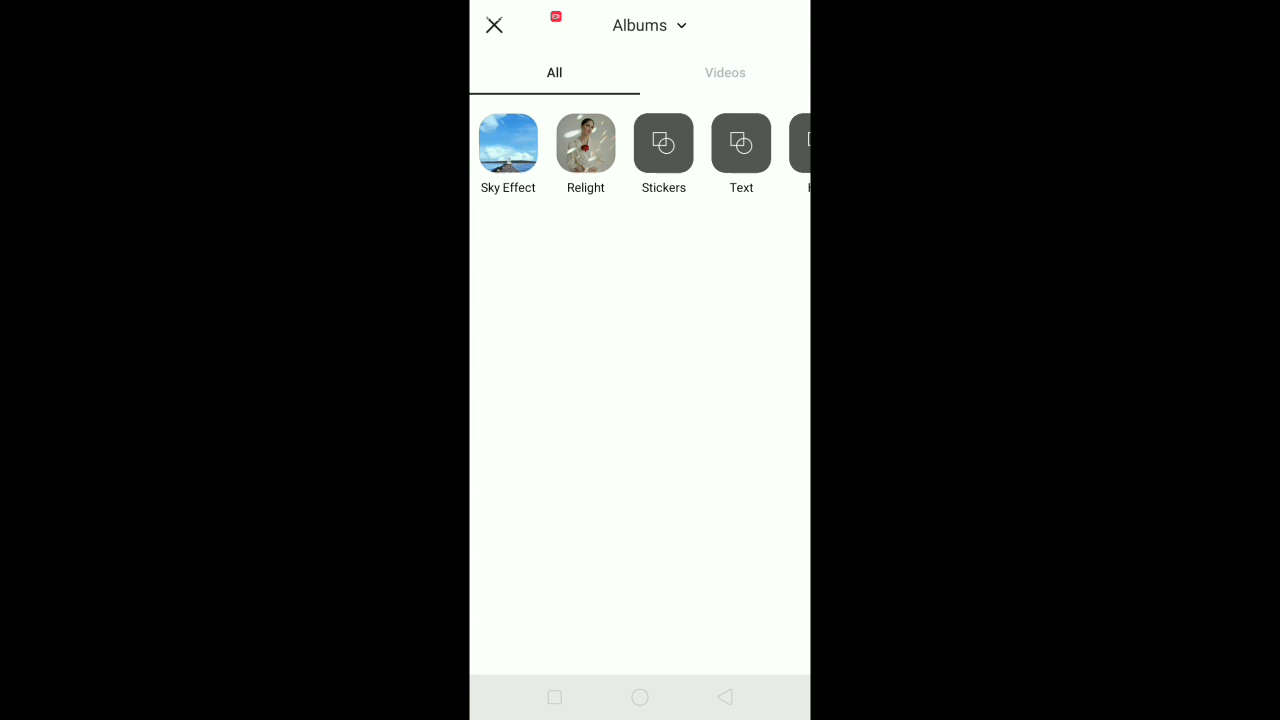 Albums
All
Videos
Sky Effect
Relight
Stickers
Text